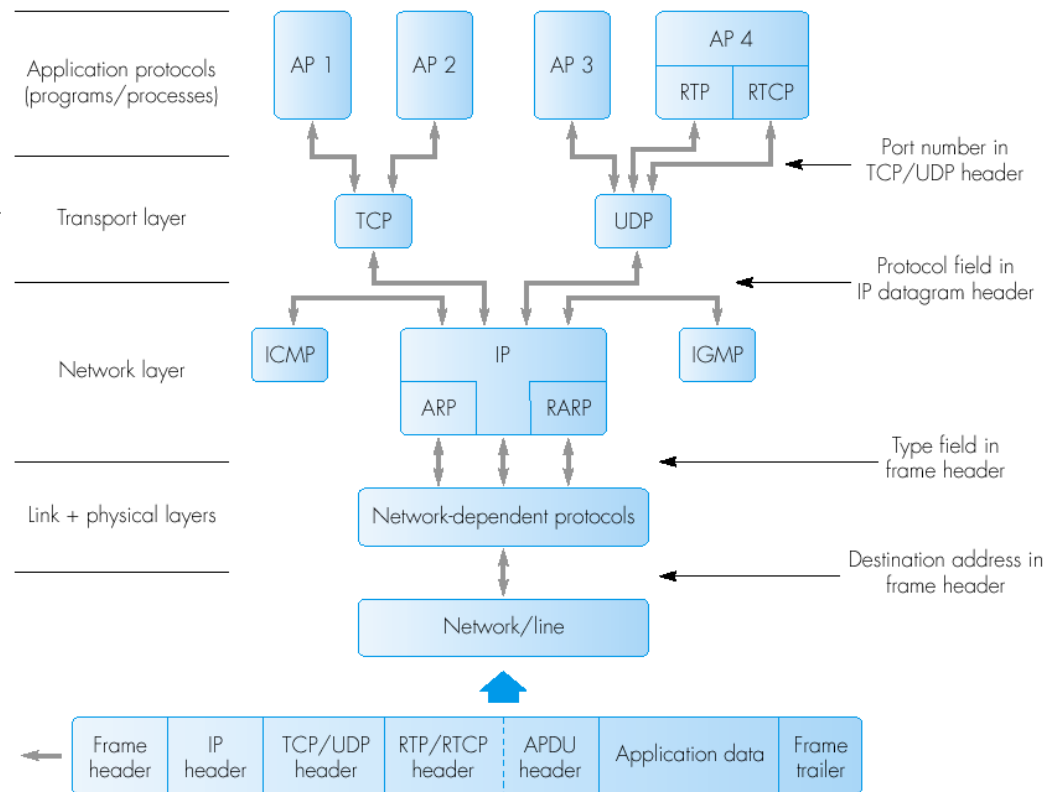 Application protocols
(programs/processes)
AP 1
AP 2
AP 3
AP 4
RTP
RTCP
Port number in
TCP/UDP header
Transport layer
TCP
UDP
Protocol field in
IP datagram header
Network layer
ICMP
IP
IGMP
ARP
RARP
Type field in
frame header
Link + physical layers
Network-dependent protocols
Destination address in
frame header
Network/line
Frame
header
IP
header
TCP/UDP
header
RTP/RTCP
header
APDU
header
Application data
Frame
trailer